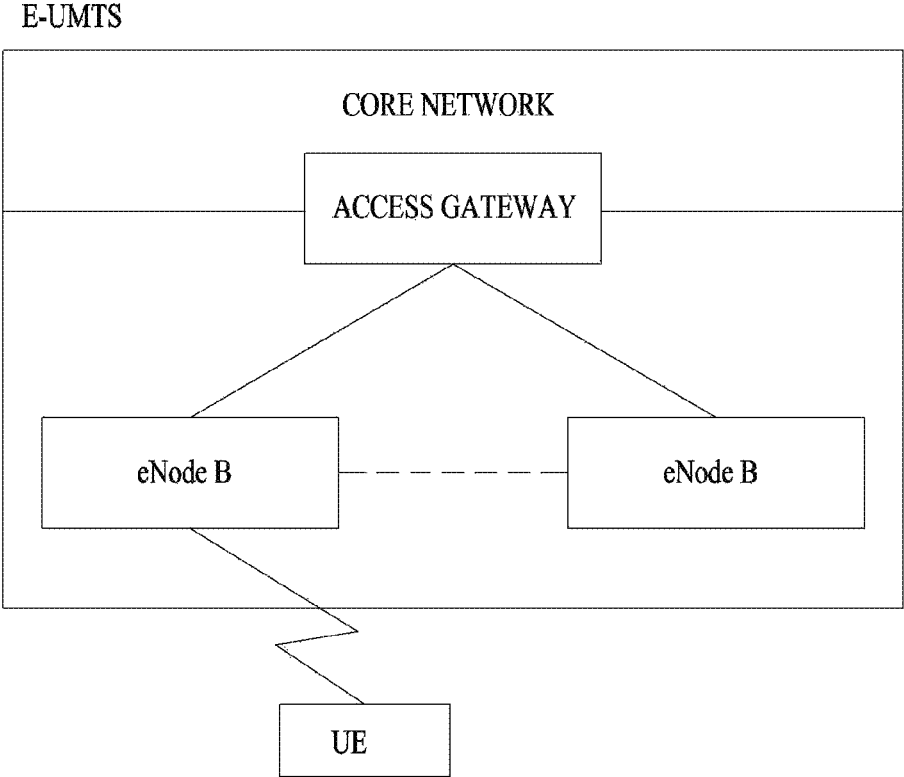 E-UMTS
CORE NETWORK
ACCESS GATEWAY
eNode B
eNode B
UE